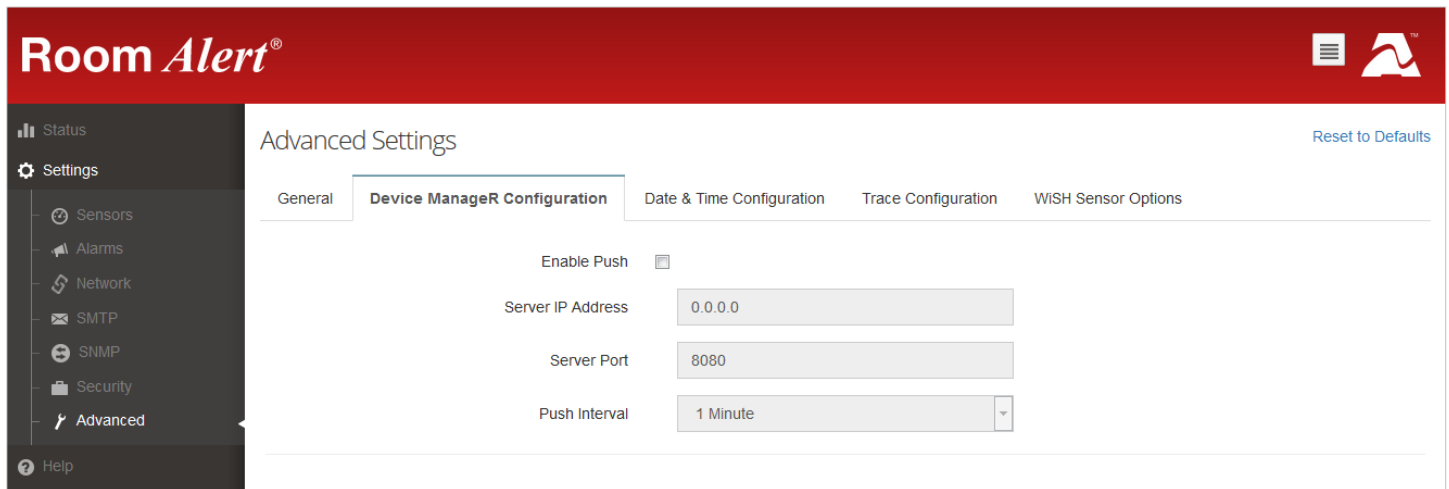 Room Alert®
TM
Status
Settings
Sensors
Alarms
Network
SMTP
SNMP
Security
Advanced
Help
Advanced Settings
Reset to Defaults
General Device ManageR Configuration Date & Time Configuration Trace Configuration WiSH Sensor Options
Enable Push
Server IP Address 0.0.0.0
Server Port 8080
Push Interval 1 Minute